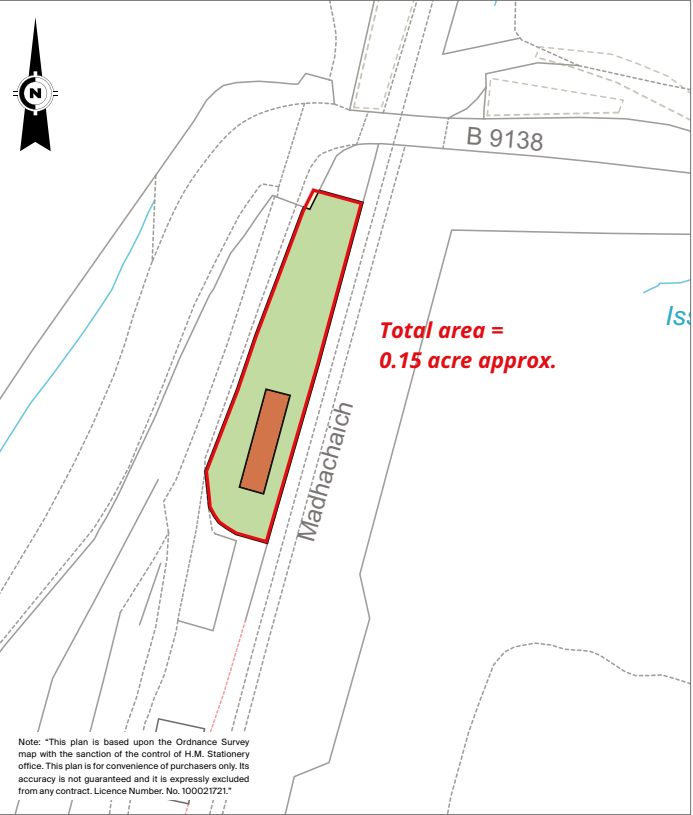 N
B 9138
Iss
Total area =
0.15 acre approx.
Madhachaich
Note: “This plan is based upon the Ordnance Survey
map with the sanction of the control of H.M. Stationery
office. This plan is for convenience of purchasers only. Its
accuracy is not guaranteed and it is expressly excluded
from any contract. Licence Number. No. 100021721.”